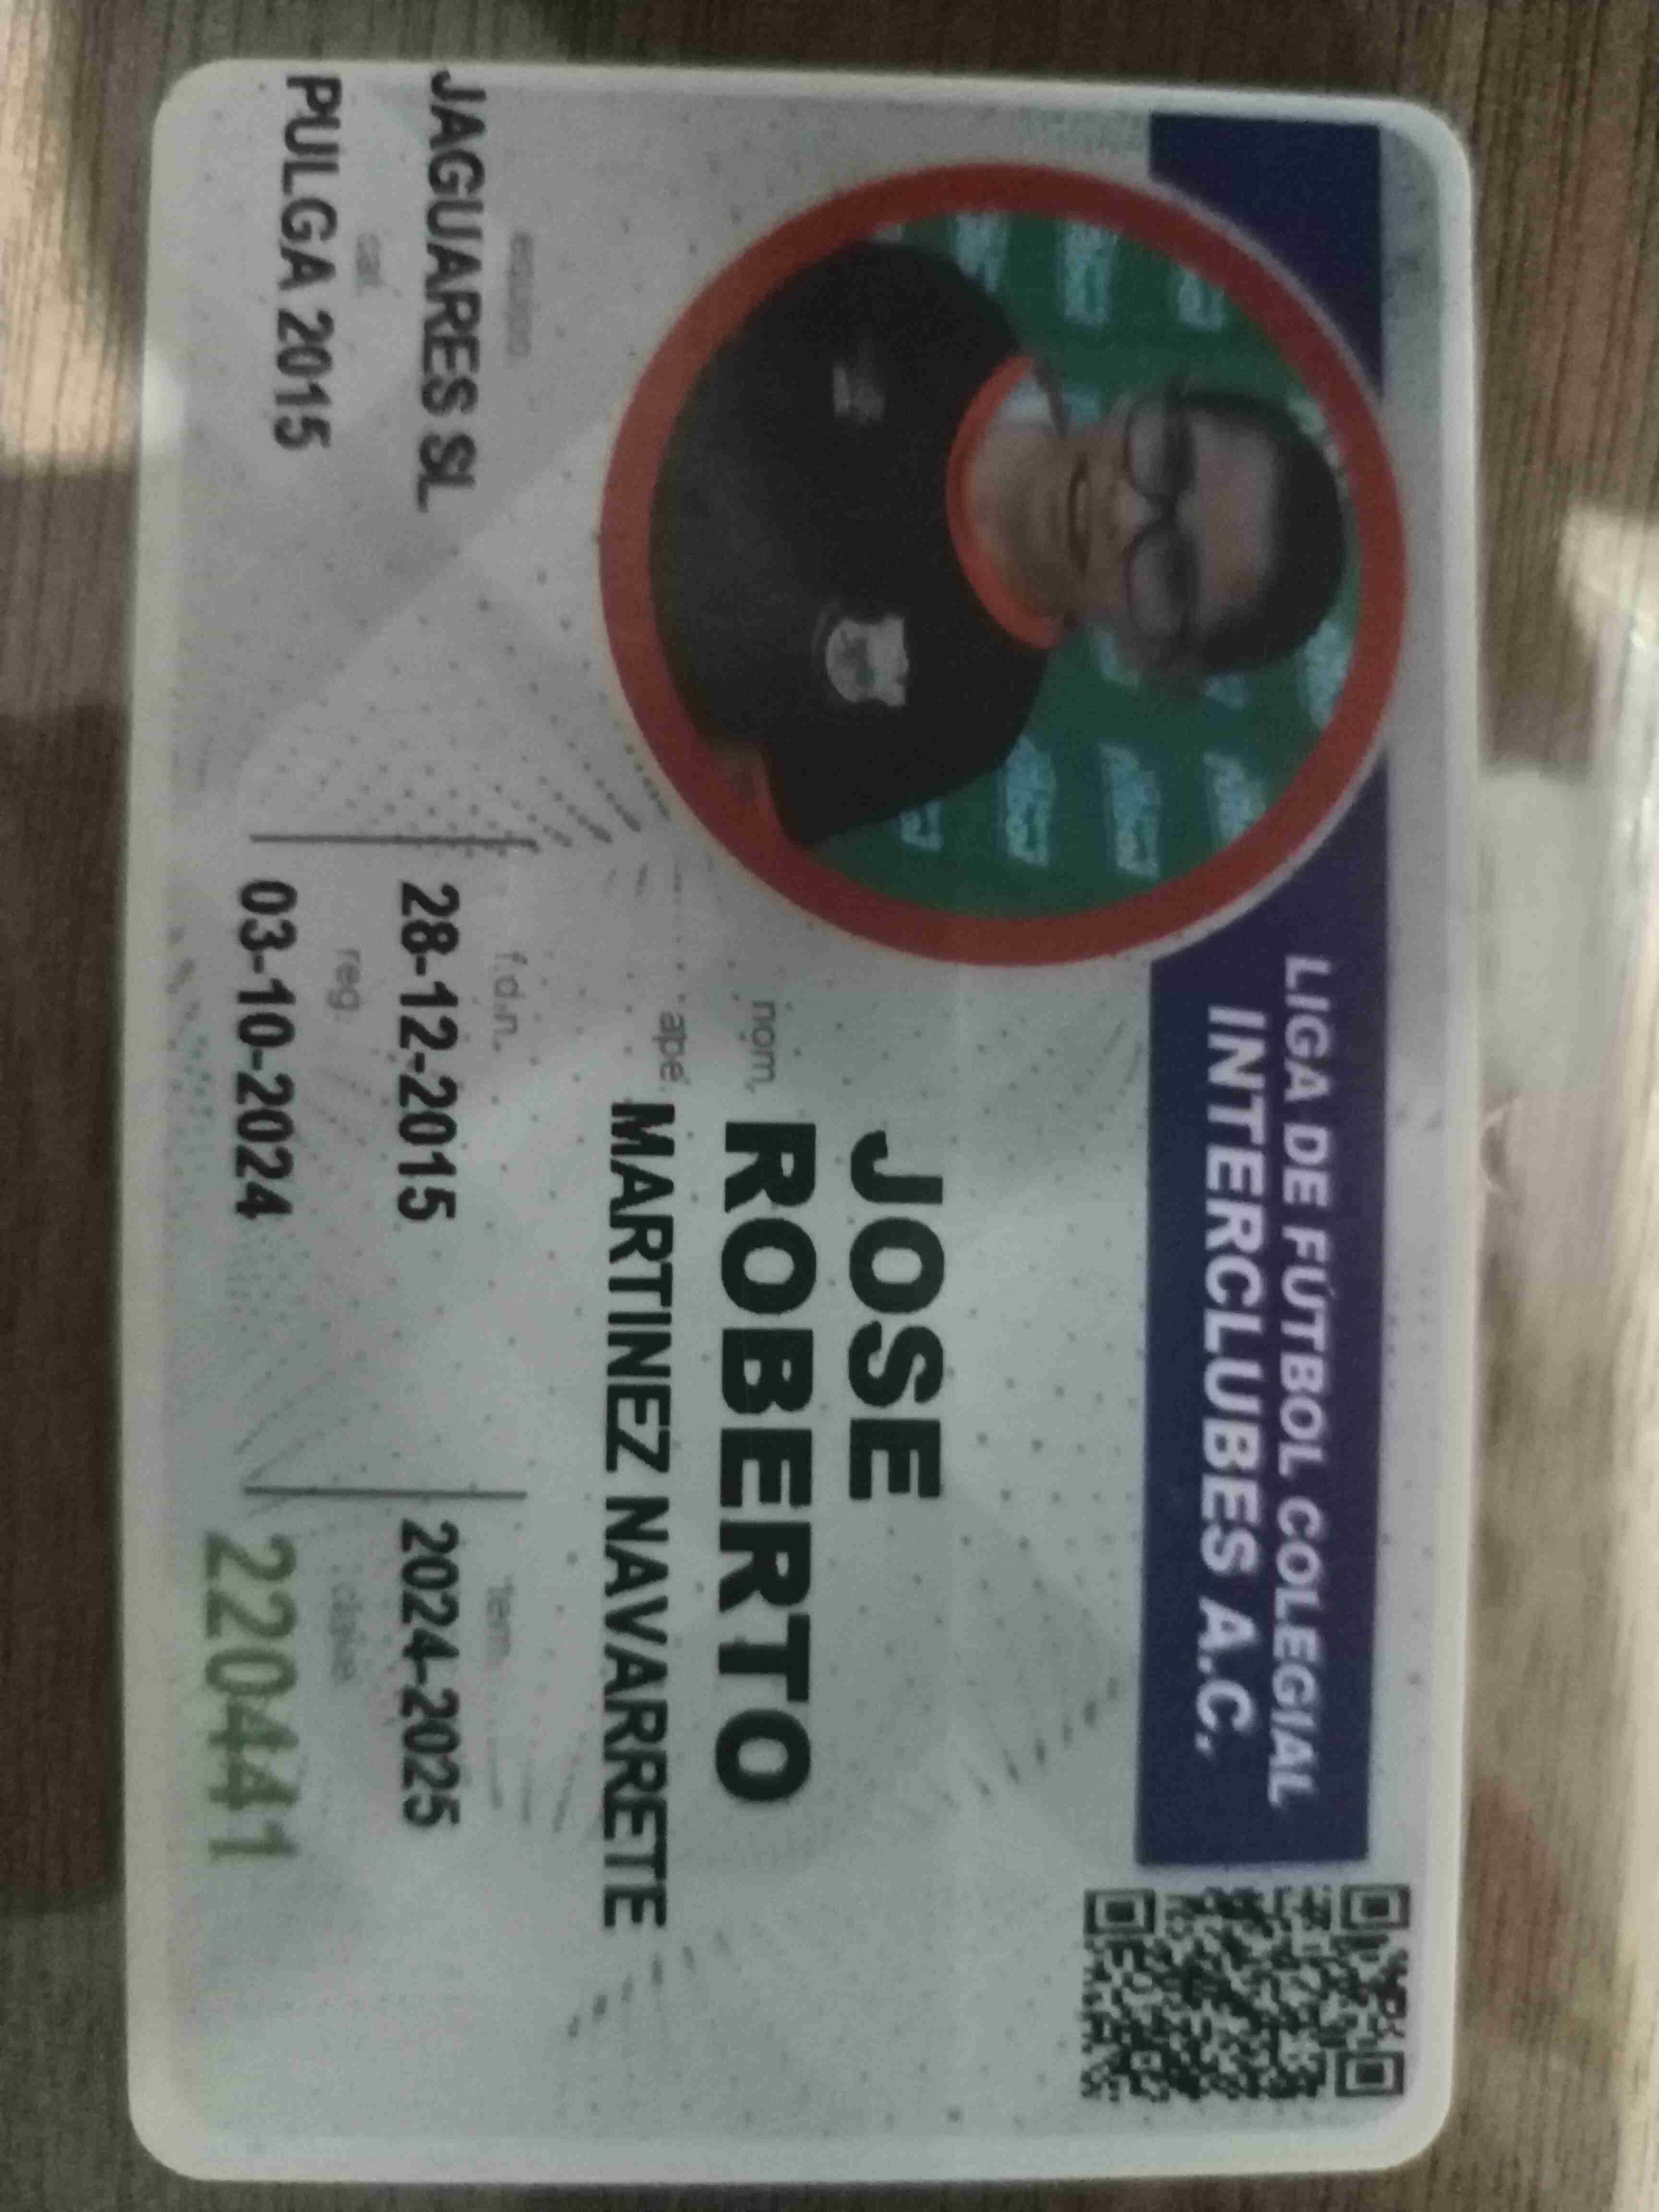 LIGA DE FÚTBOL COLEGIAL
INTERCLUBES A.C.
JOSE
nom. ROBERTO
ape. MARTINEZ NAVARRETE
equipo
JAGUARES SL
cat.
PULGA 2015
f.d.n.
28-12-2015
reg.
03-10-2024
tem.
2024-2025
clave
220441